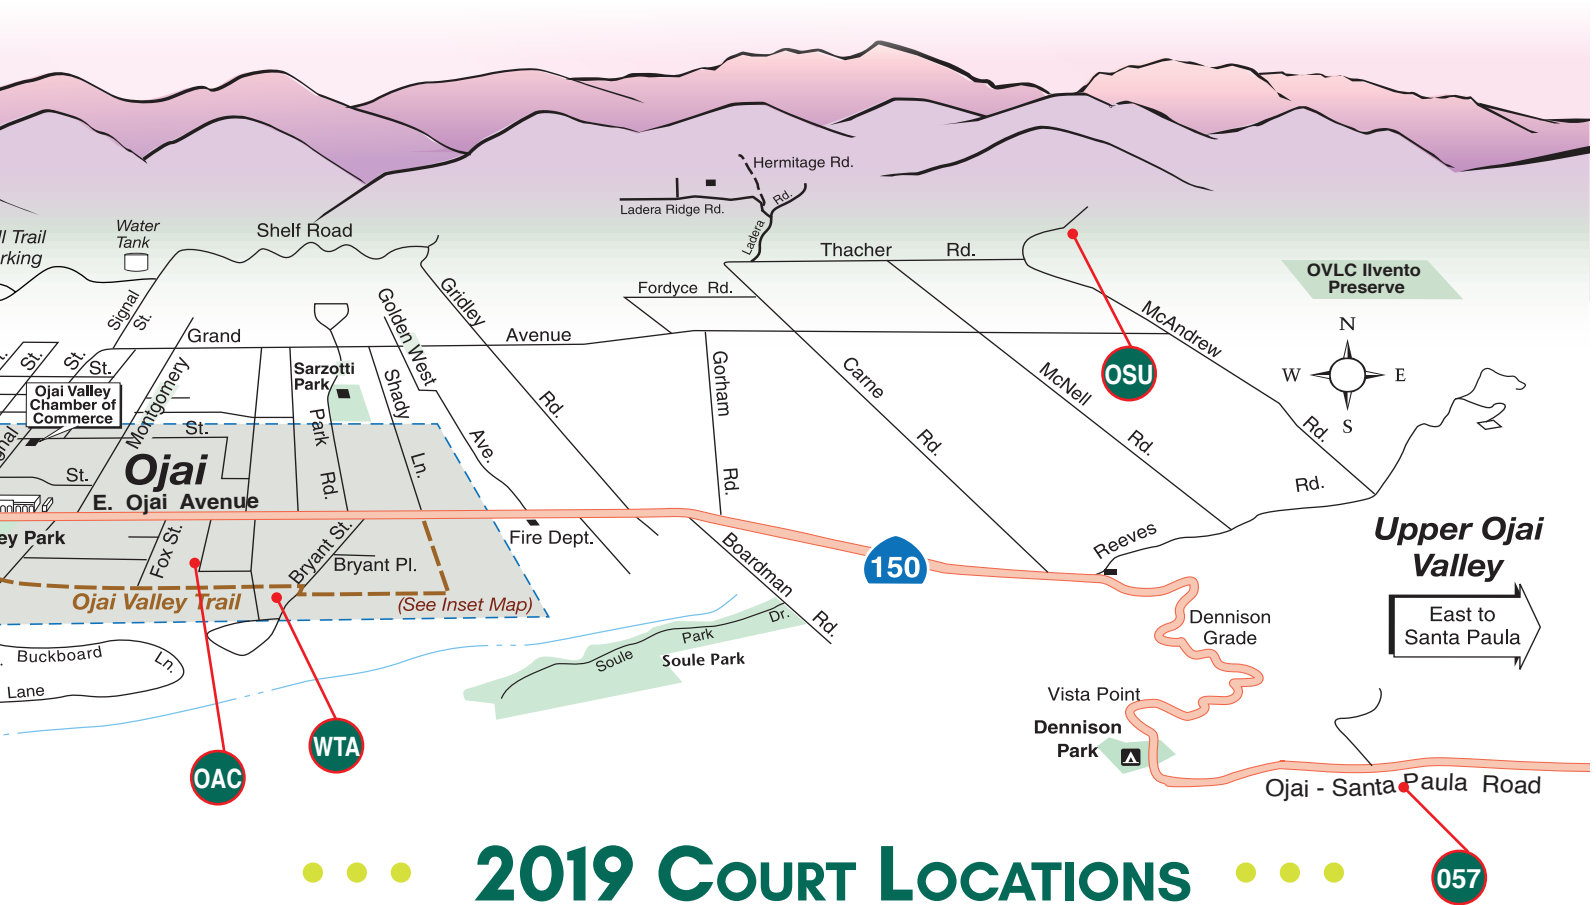 Hermitage Rd.
Ladera Ridge Rd.
Rd.
Ladera
Water
Tank
Shelf Road
ll Trail
rking
Thacher Rd.
OVLC Ilvento
Preserve
Signal
St.
Golden West
Ave.
Gridley
Rd.
Fordyce Rd.
Grand Avenue
McAndrew
Rd.
N
W E
S
St.
St.
St.
Montgomery
Sarzotti
Park
Shady
Ln.
Park
Rd.
Gorham
Rd.
Carne
Rd.
McNell
Rd.
OSU
Ojai Valley
Chamber of
Commerce
St.
St.
Ojai
E. Ojai Avenue
ey Park
Fox St.
Bryant St.
Bryant Pl.
Fire Dept.
Ojai Valley Trail
(See Inset Map)
Boardman
Rd.
150
Reeves
Rd.
Upper Ojai
Valley
East to
Santa Paula
Dennison
Grade
Buckboard
Ln.
Lane
Soule Park Dr.
Soule Park
Vista Point
Dennison
Park
Ojai - Santa Paula Road
WTA
OAC
057
2019 Court Locations